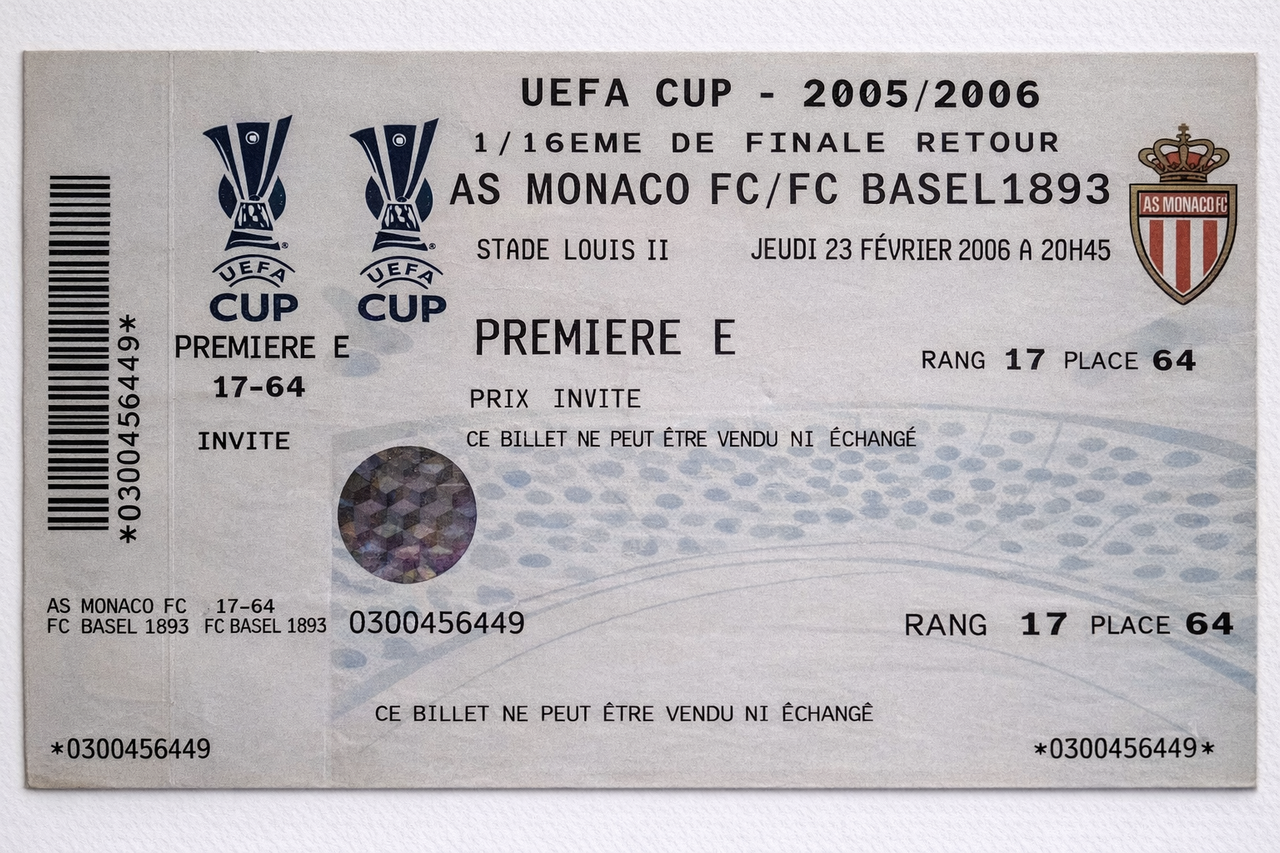 UEFA CUP - 2005/2006
1/16EME DE FINALE RETOUR
AS MONACO FC/FC BASEL1893
STADE LOUIS II JEUDI 23 FÉVRIER 2006 A 20H45
AS MONACO FC
UEFA
CUP
UEFA
CUP
*0300456449*
PREMIERE E
17-64
INVITE
PREMIERE E
RANG 17 PLACE 64
PRIX INVITE
CE BILLET NE PEUT ÊTRE VENDU NI ÉCHANGÉ
AS MONACO FC 17-64
FC BASEL 1893 FC BASEL 1893
0300456449
RANG 17 PLACE 64
CE BILLET NE PEUT ÊTRE VENDU NI ÊCHANGÊ
*0300456449
*0300456449*